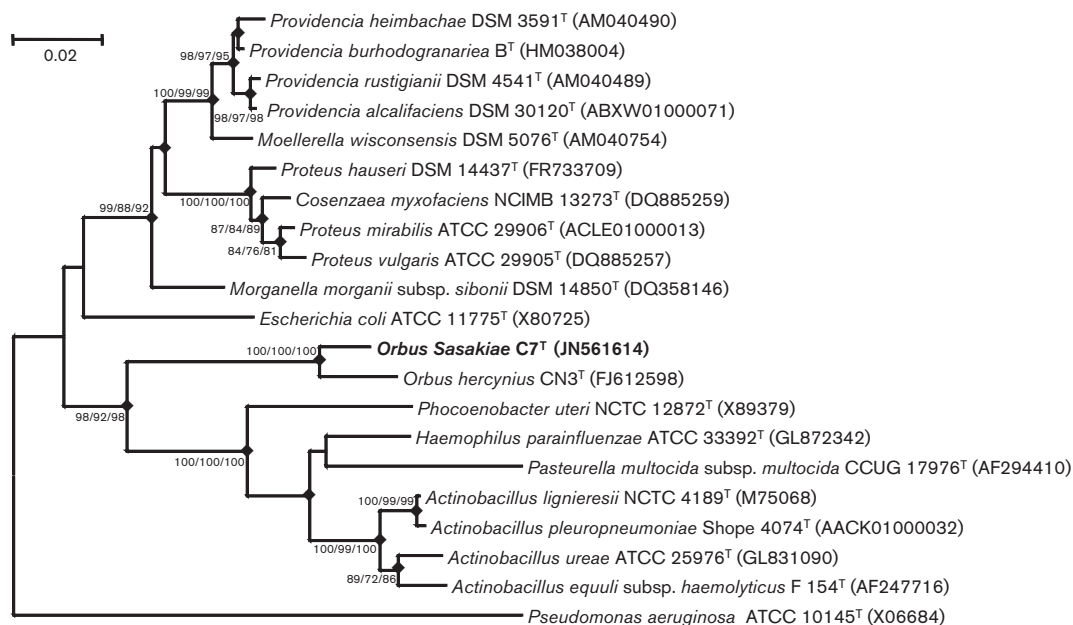 Providencia heimbachae DSM 3591T (AM040490)
0.02
Providencia burhodogranariea BT (HM038004)
98/97/95
Providencia rustigianii DSM 4541T (AM040489)
100/99/99
Providencia alcalifaciens DSM 30120T (ABXW01000071)
98/97/98
Moellerella wisconsensis DSM 5076T (AM040754)
Proteus hauseri DSM 14437T (FR733709)
100/100/100
Cosenzaea myxofaciens NCIMB 13273T (DQ885259)
99/88/92
87/84/89
Proteus mirabilis ATCC 29906T (ACLE01000013)
84/76/81
Proteus vulgaris ATCC 29905T (DQ885257)
Morganella morganii subsp. sibonii DSM 14850T (DQ358146)
Escherichia coli ATCC 11775T (X80725)
100/100/100
Orbus Sasakiae C7T (JN561614)
Orbus hercynius CN3T (FJ612598)
98/92/98
Phocoenobacter uteri NCTC 12872T (X89379)
Haemophilus parainfluenzae ATCC 33392T (GL872342)
100/100/100
Pasteurella multocida subsp. multocida CCUG 17976T (AF294410)
100/99/99
Actinobacillus lignieresii NCTC 4189T (M75068)
Actinobacillus pleuropneumoniae Shope 4074T (AACK01000032)
100/99/100
Actinobacillus ureae ATCC 25976T (GL831090)
89/72/86
Actinobacillus equuli subsp. haemolyticus F 154T (AF247716)
Pseudomonas aeruginosa ATCC 10145T (X06684)